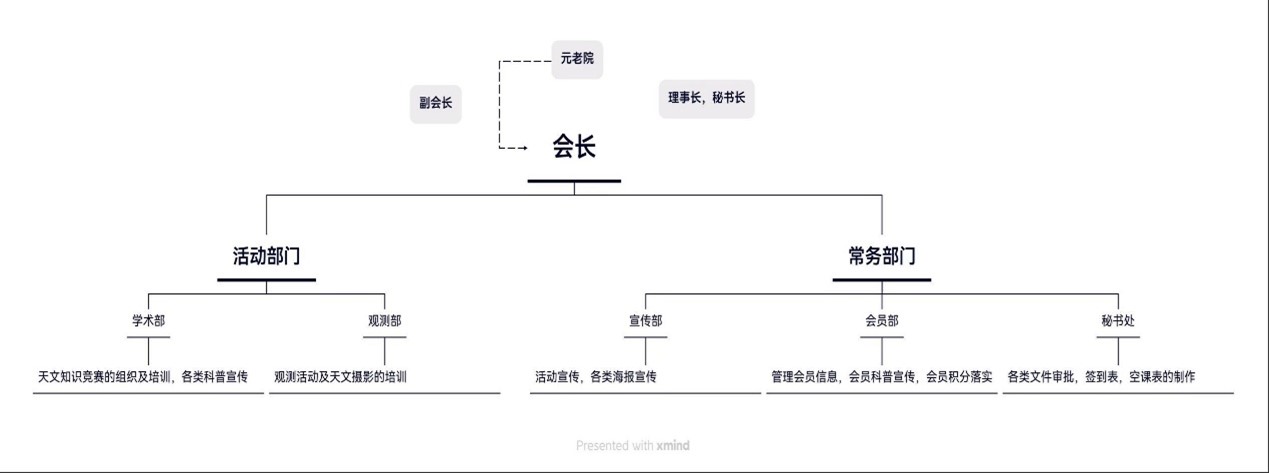 元老院
副会长
理事长，秘书长
会长
活动部门
常务部门
学术部
观测部
宣传部
会员部
秘书处
天文知识竞赛的组织及培训，各类科普宣传
观测活动及天文摄影的培训
活动宣传，各类海报宣传
管理会员信息，会员科普宣传，会员积分落实
各类文件审批，签到表，空课表的制作
Presented with xmind